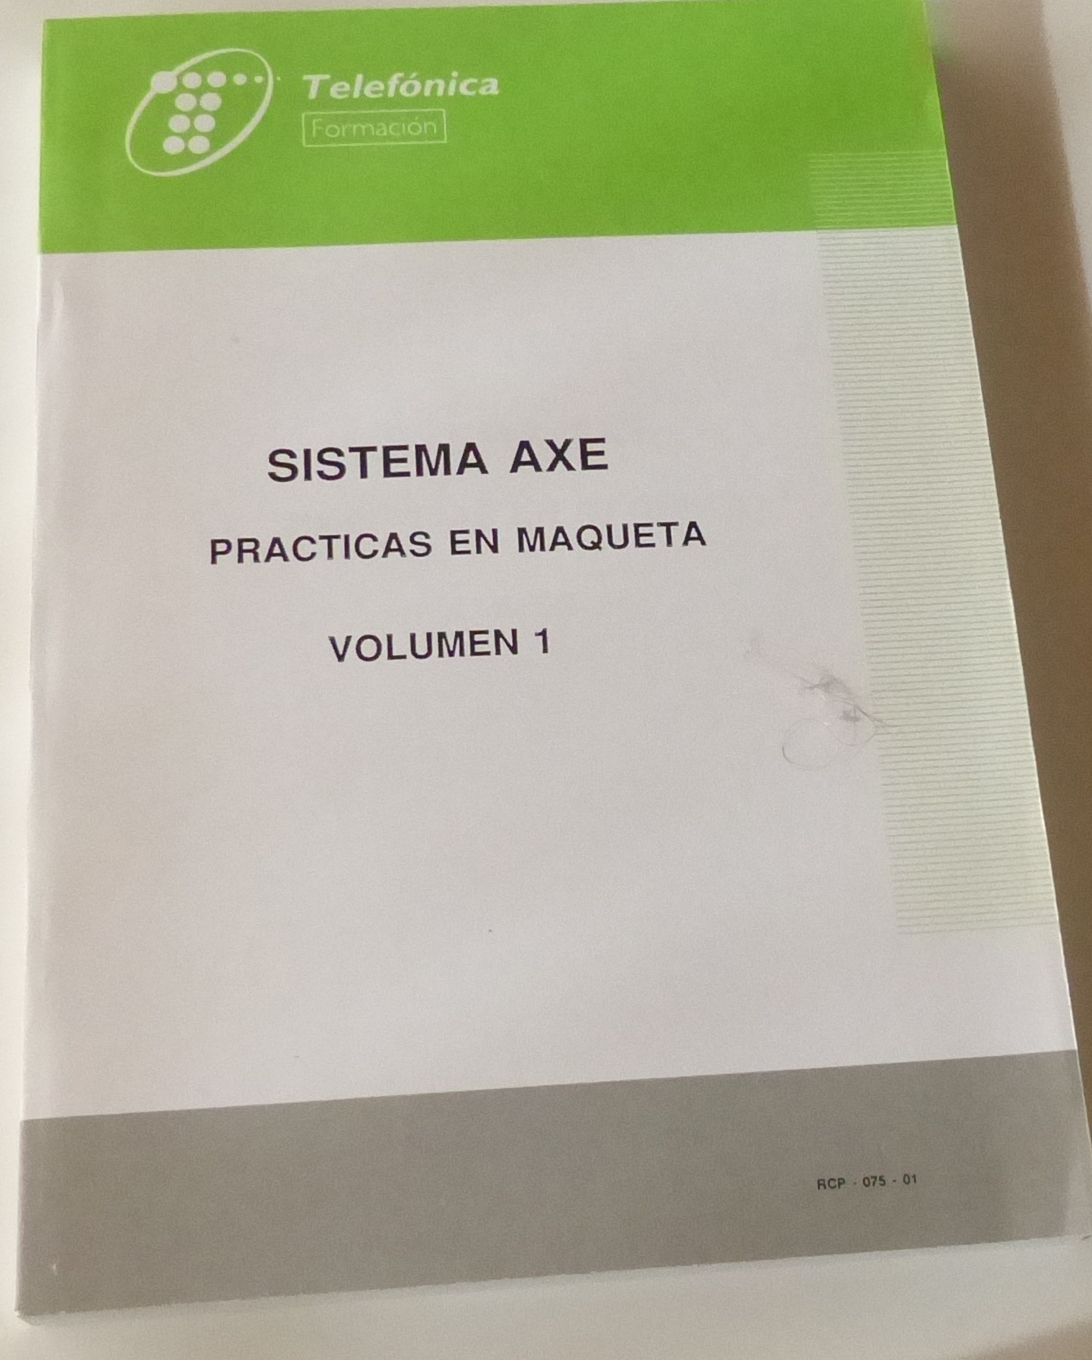 Telefónica
Formación
SISTEMA AXE
PRACTICAS EN MAQUETA
VOLUMEN 1
RCP - 075 - 01